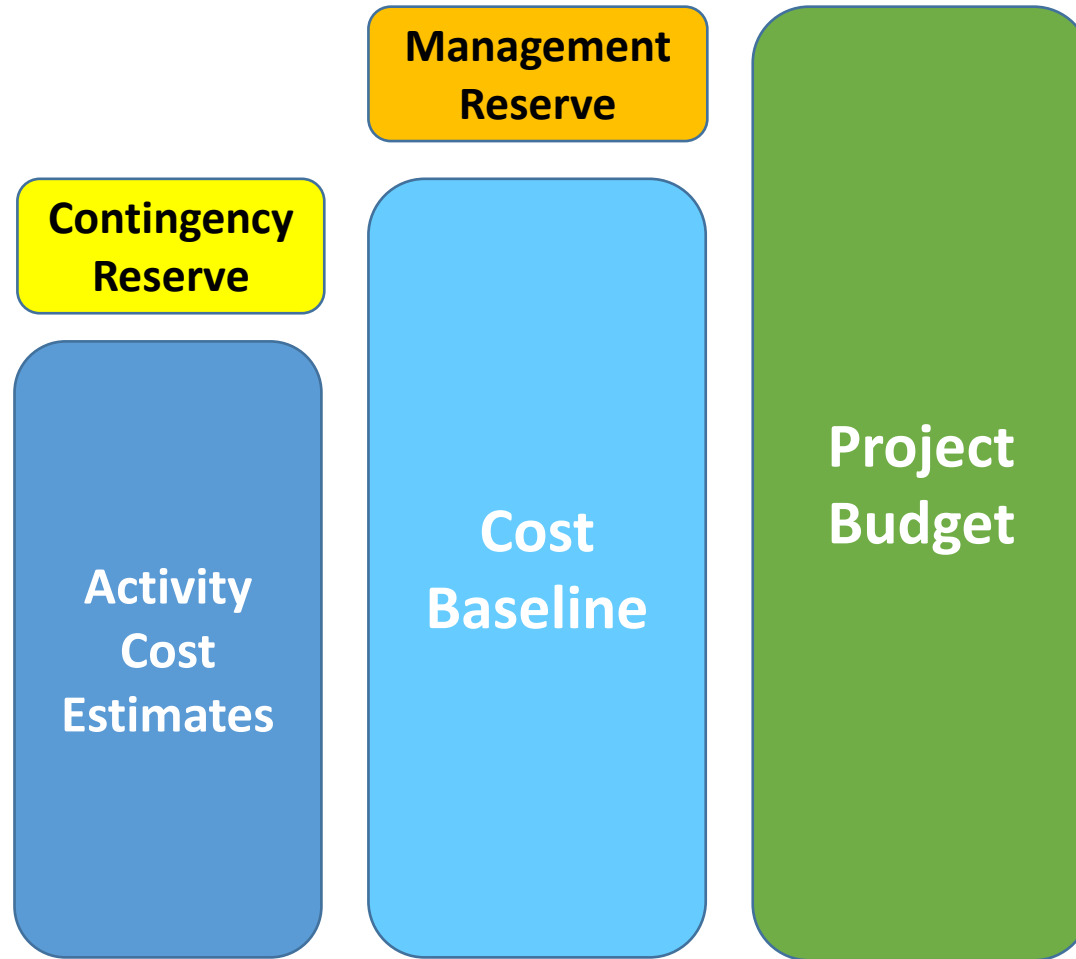 Contingency
Reserve
Activity
Cost
Estimates
Management
Reserve
Cost
Baseline
Project
Budget